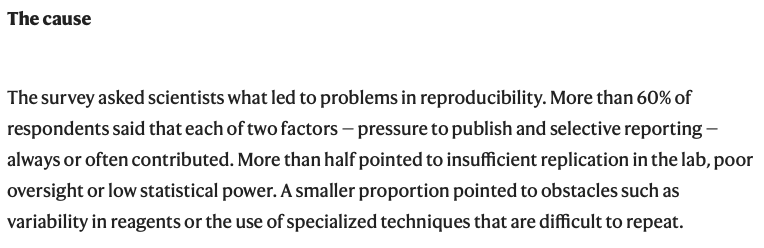 The cause
The survey asked scientists what led to problems in reproducibility. More than 60% of
respondents said that each of two factors — pressure to publish and selective reporting —
always or often contributed. More than half pointed to insufficient replication in the lab, poor
oversight or low statistical power. A smaller proportion pointed to obstacles such as
variability in reagents or the use of specialized techniques that are difficult to repeat.